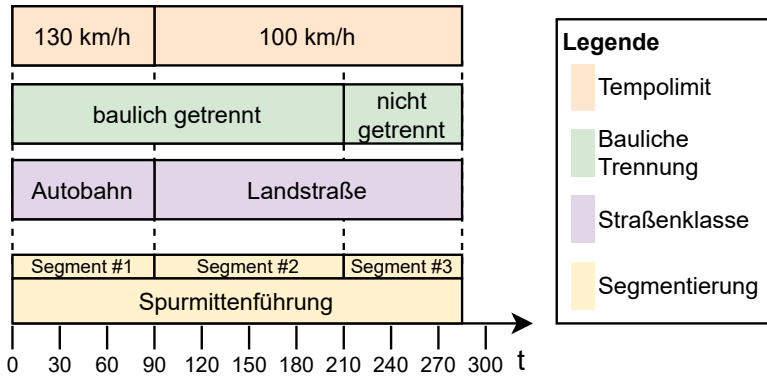 130 km/h 100 km/h
baulich getrennt nicht
getrennt
Autobahn Landstraße
Segment #1 Segment #2 Segment #3
Spurmittenführung
0 30 60 90 120 150 180 210 240 270 300 t
Legende
Tempolimit
Bauliche
Trennung
Straßenklasse
Segmentierung